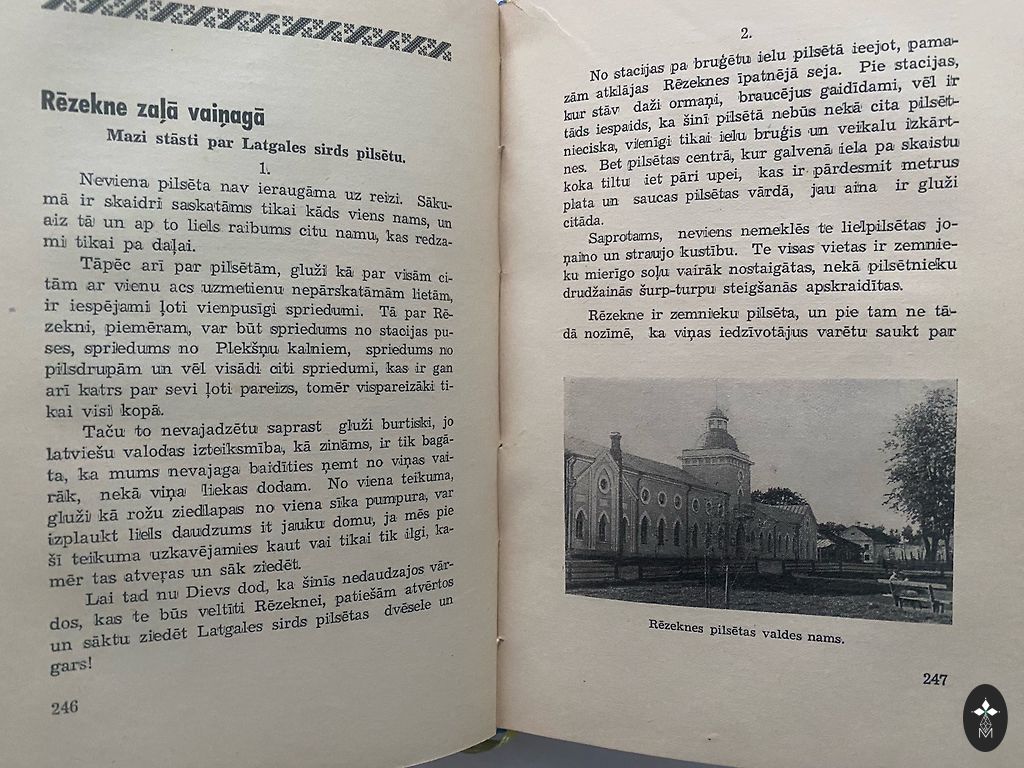 Rēzekne zaļā vaiņagā
Mazi stāsti par Latgales sirds pilsētu.
1.
Neviena pilsēta nav ieraugāma uz reizi. Sāku-
mā ir skaidri saskatāms tikai kāds viens nams, un
aiz tā un ap to liels raibums citu namu, kas redza-
mi tikai pa daļai.
Tāpēc arī par pilsētām, gluži kā par visām ci-
tām ar vienu acs uzmetienu nepārskatāmām lietām,
ir iespējami ļoti vienpusīgi spriedumi. Tā par Rē-
zekni, piemēram, var būt spriedums no stacijas pu-
ses, spriedums no Plekšņu kalniem, spriedums no
pilsdrupām un vēl visādi citi spriedumi, kas ir gan
arī katrs par sevi ļoti pareizs, tomēr vispareizāki ti-
kai visi kopā.
Taču to nevajadzētu saprast gluži burtiski, jo
latviešu valodas izteiksmība, kā zināms, ir tik bagā-
ta, ka mums nevajaga baidīties ņemt no viņas vai-
rāk, nekā viņa liekas dodam. No viena teikuma,
gluži kā rožu ziedlapas no viena sīka pumpura, var
izplaukt liels daudzums it jauku domu, ja mēs pie
šī teikuma uzkavējamies kaut vai tikai tik ilgi, ka-
mēr tas atveŗas un sāk ziedēt.
Lai tad nu Dievs dod, ka šinīs nedaudzajos vār-
dos, kas te būs veltīti Rēzeknei, patiešām atvērtos
un sāktu ziedēt Latgales sirds pilsētas dvēsele un
gars!
246
2.
No stacijas pa bruģētu ielu pilsētā ieejot, pama-
zām atklājas Rēzeknes īpatnējā seja. Pie stacijas,
kur stāv daži ormaņi, braucējus gaidīdami, vēl ir
tāds iespaids, ka šinī pilsētā nebūs nekā cita pilsēt-
nieciska, vienīgi tikai ielu bruģis un veikalu izkārt-
nes. Bet pilsētas centrā, kur galvenā iela pa skaistu
koka tiltu iet pāri upei, kas ir pārdesmit metrus
plata un saucas pilsētas vārdā, jau aina ir gluži
citāda.
Saprotams, neviens nemeklēs te lielpilsētas jo-
ņaino un straujo kustību. Te visas vietas ir zemnie-
ku mierīgo soļu vairāk nostaigātas, nekā pilsētnieku
drudžainās šurp-turpu steigšanās apskraidītas.
Rēzekne ir zemnieku pilsēta, un pie tam ne tā-
dā nozīmē, ka viņas iedzīvotājus varētu saukt par
Rēzeknes pilsētas valdes nams.
247
M